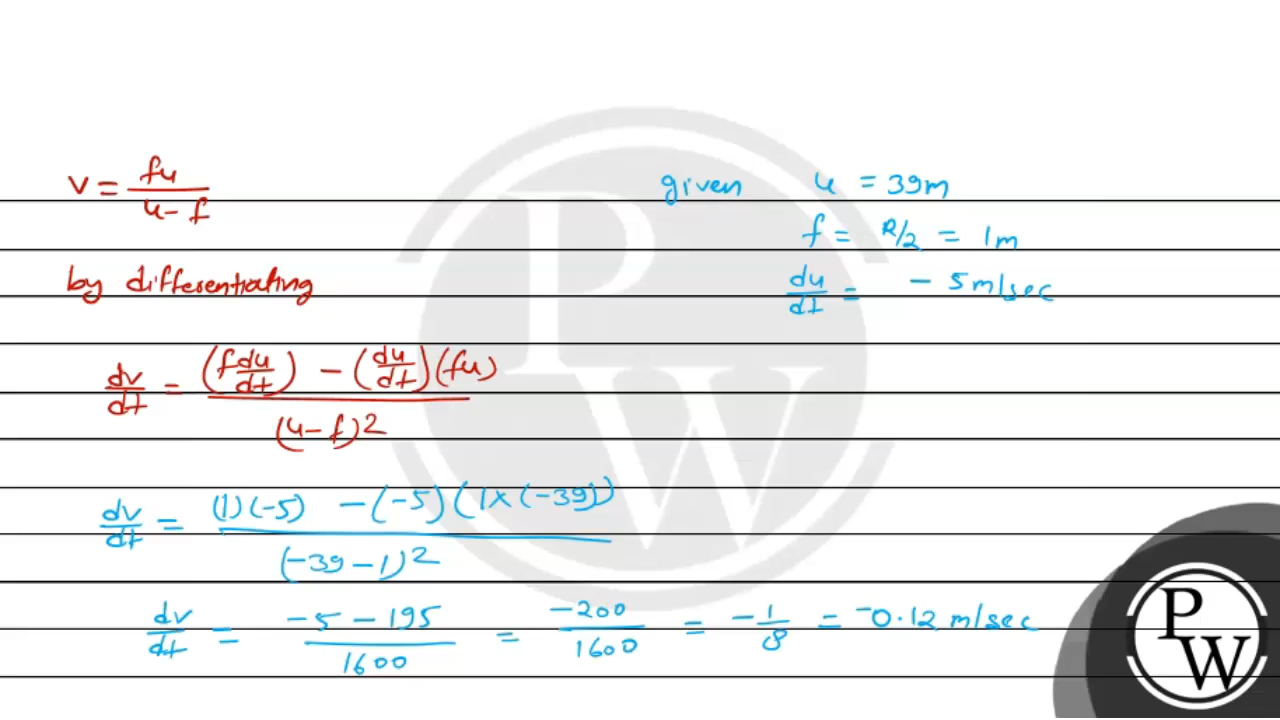 v = fu / u - f
given u = 39m
f = R/2 = 1m
by differentiating
du/dt = - 5 m/sec
dv/dt = (f du/dt) - (du/dt)(fu) / (u - f)2
dv/dt = (1)(-5) - (-5)(1×(-39)) / (-39-1)2
dv/dt = -5 - 195 / 1600 = -200 / 1600 = - 1/8 = -0.12 m/sec
P
W
P
W